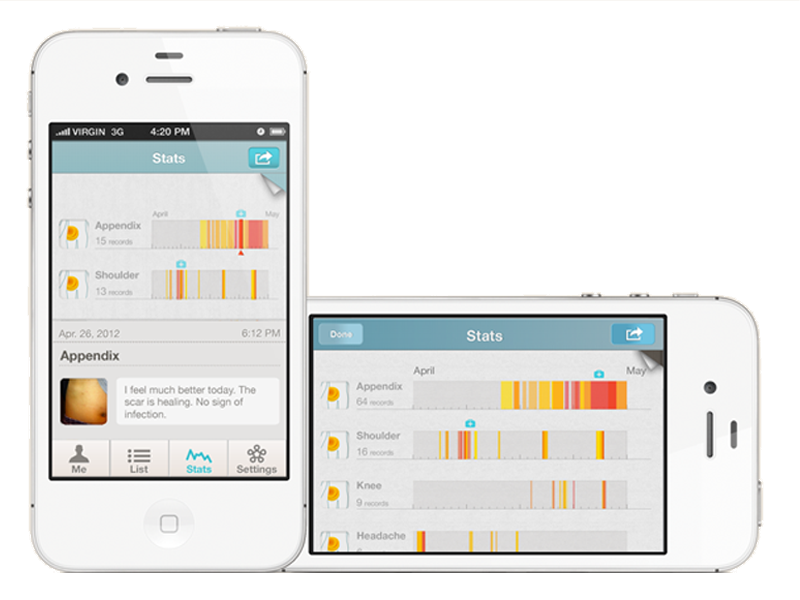 VIRGIN 3G 4:20 PM
Stats
April May
Appendix
15 records
Shoulder
13 records
Apr. 26, 2012 6:12 PM
Appendix
I feel much better today. The
scar is healing. No sign of
infection.
Me List Stats Settings
Done Stats
April May
Appendix
64 records
Shoulder
16 records
Knee
9 records
Headache